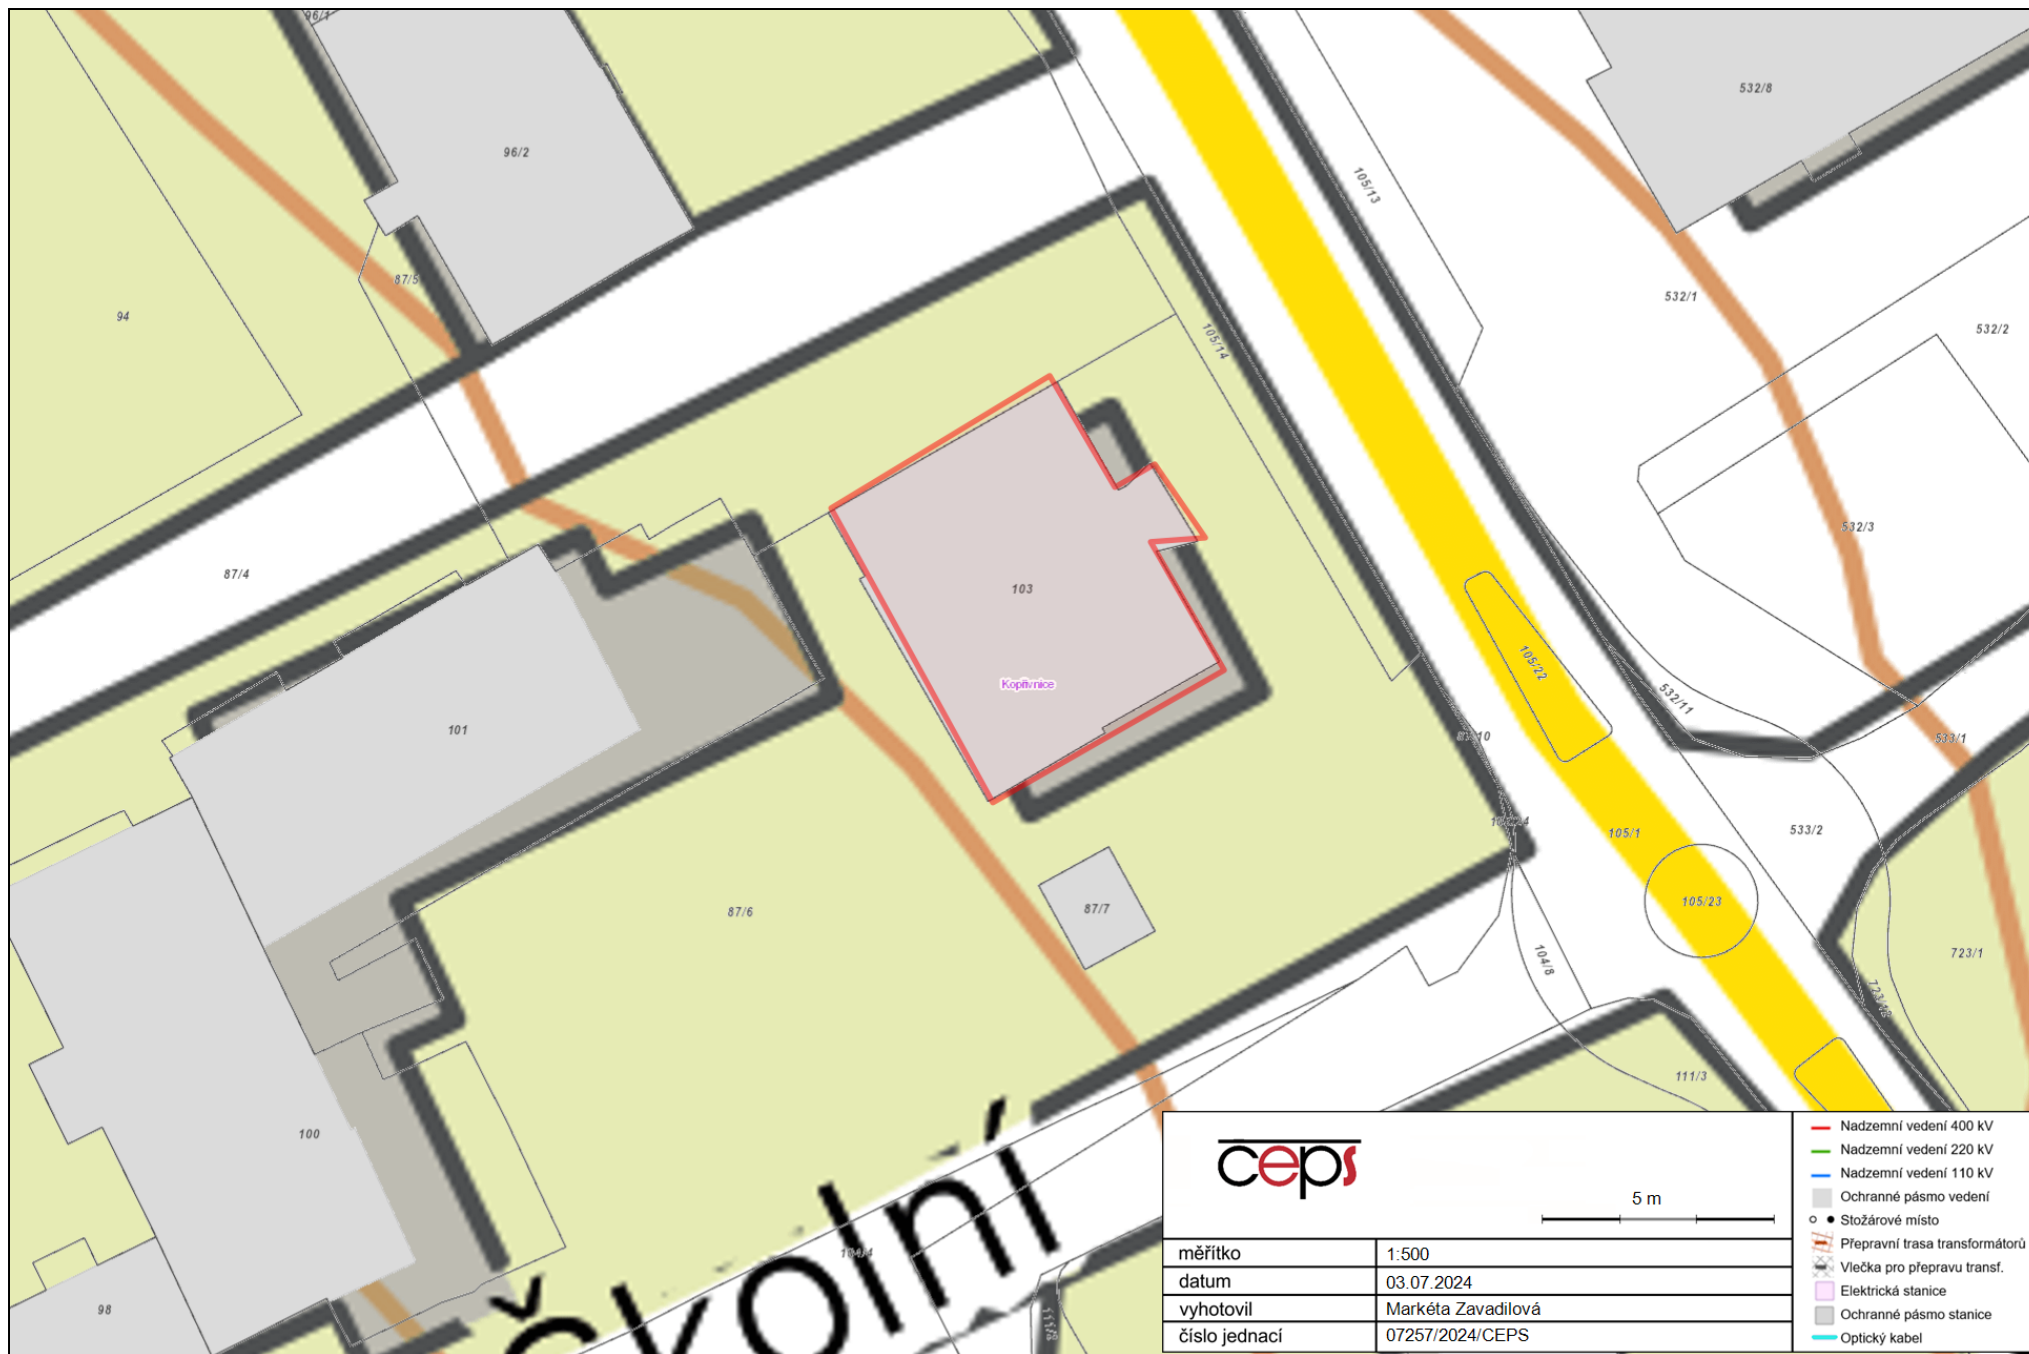 96/1
532/8
96/2
105/13
87/5
532/1
94
532/2
105/14
532/3
87/4
103
105/22
Kopřivnice
532/11
101
533/1
105/1
533/2
87/6
87/7
105/23
104/8
723/1
111/3
100
98
školní
ceps
5 m
měřítko 1:500
datum 03.07.2024
vyhotovil Markéta Zavadilová
číslo jednací 07257/2024/CEPS
Nadzemní vedení 400 kV
Nadzemní vedení 220 kV
Nadzemní vedení 110 kV
Ochranné pásmo vedení
Stožárové místo
Přepravní trasa transformátorů
Vlečka pro přepravu transf.
Elektrická stanice
Ochranné pásmo stanice
Optický kabel